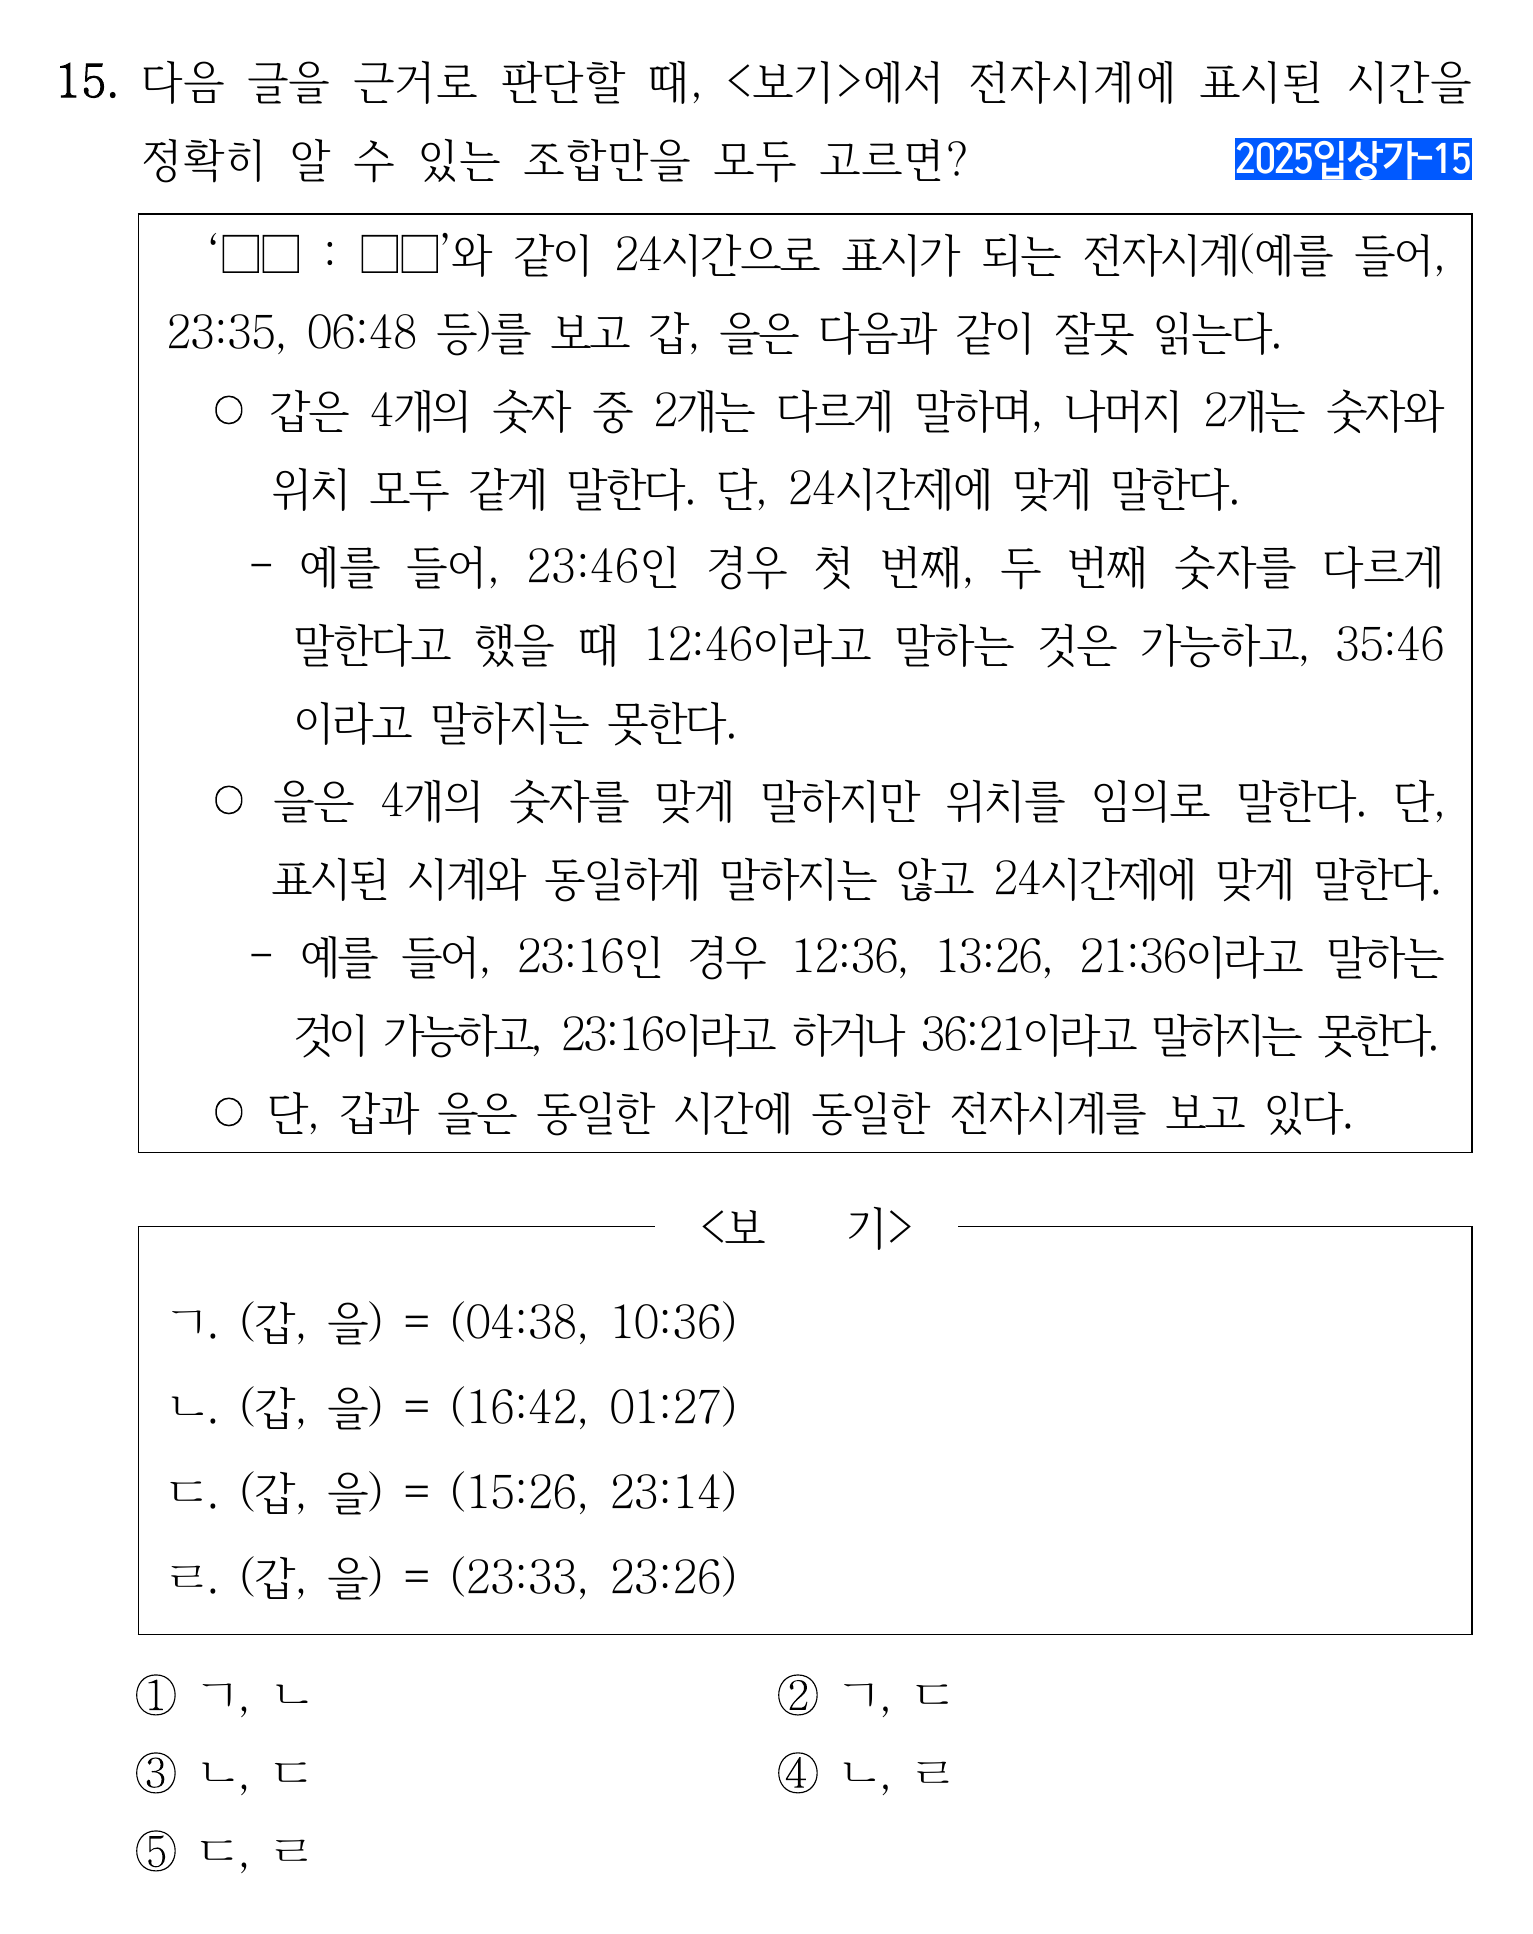 15. 다음 글을 근거로 판단할 때, <보기>에서 전자시계에 표시된 시간을
정확히 알 수 있는 조합만을 모두 고르면? 2025입상가-15
‘□□ : □□’와 같이 24시간으로 표시가 되는 전자시계(예를 들어,
23:35, 06:48 등)를 보고 갑, 을은 다음과 같이 잘못 읽는다.
○ 갑은 4개의 숫자 중 2개는 다르게 말하며, 나머지 2개는 숫자와
위치 모두 같게 말한다. 단, 24시간제에 맞게 말한다.
- 예를 들어, 23:46인 경우 첫 번째, 두 번째 숫자를 다르게
말한다고 했을 때 12:46이라고 말하는 것은 가능하고, 35:46
이라고 말하지는 못한다.
○ 을은 4개의 숫자를 맞게 말하지만 위치를 임의로 말한다. 단,
표시된 시계와 동일하게 말하지는 않고 24시간제에 맞게 말한다.
- 예를 들어, 23:16인 경우 12:36, 13:26, 21:36이라고 말하는
것이 가능하고, 23:16이라고 하거나 36:21이라고 말하지는 못한다.
○ 단, 갑과 을은 동일한 시간에 동일한 전자시계를 보고 있다.
<보 기>
ㄱ. (갑, 을) = (04:38, 10:36)
ㄴ. (갑, 을) = (16:42, 01:27)
ㄷ. (갑, 을) = (15:26, 23:14)
ㄹ. (갑, 을) = (23:33, 23:26)
① ㄱ, ㄴ ② ㄱ, ㄷ
③ ㄴ, ㄷ ④ ㄴ, ㄹ
⑤ ㄷ, ㄹ